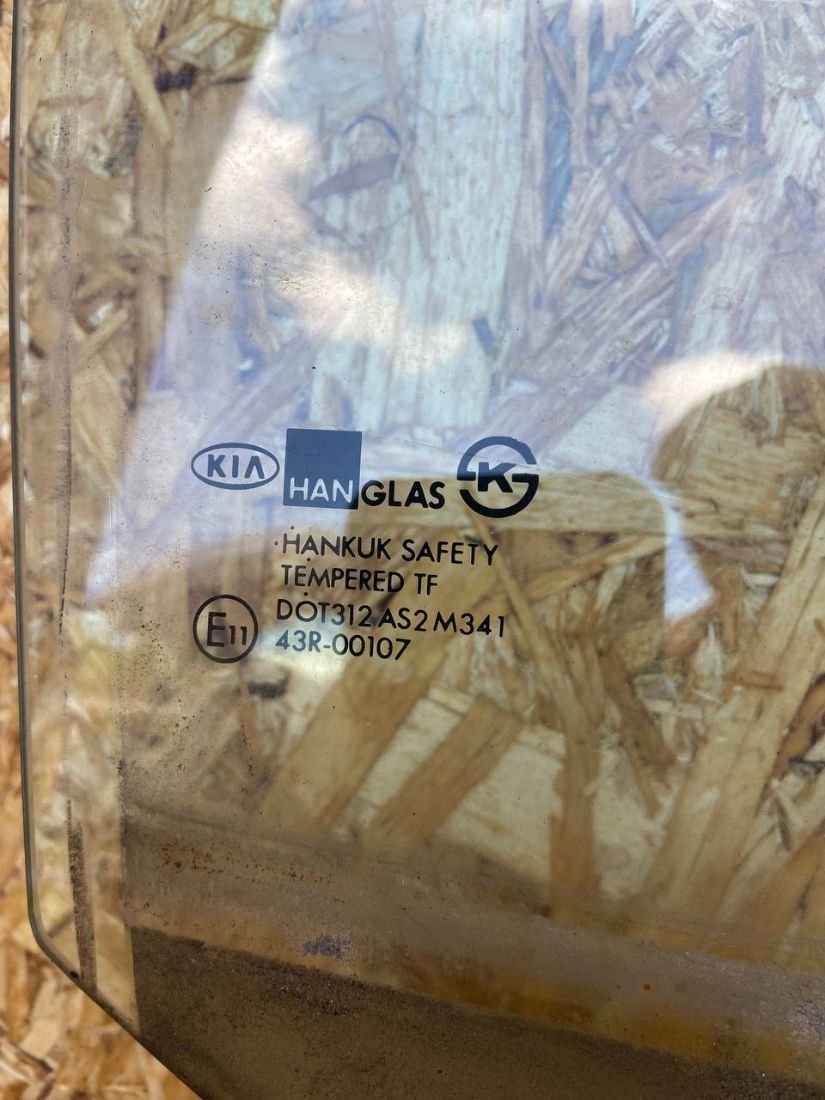 KIA HANGLAS K
HANKUK SAFETY
TEMPERED TF
DOT312 AS2 M341
E11 43R-00107